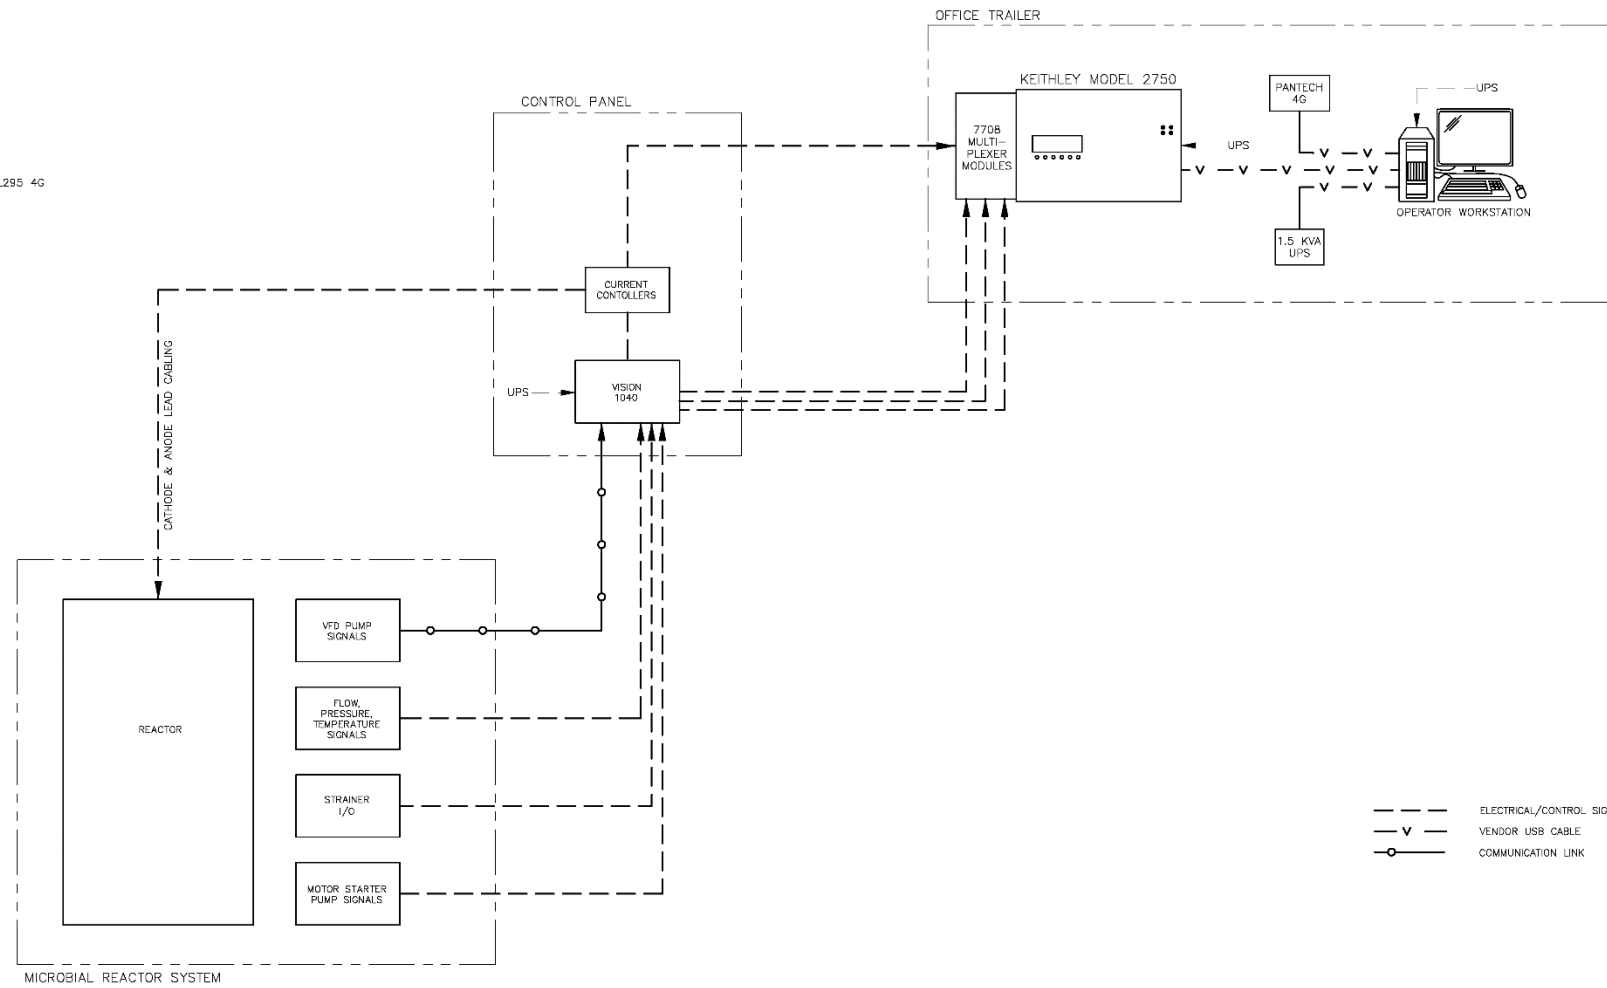 OFFICE TRAILER
KEITHLEY MODEL 2750
PANTECH
4G
UPS
CONTROL PANEL
7708
MULTI-
PLEXER
MODULES
UPS
L295 4G
OPERATOR WORKSTATION
1.5 KVA
UPS
CURRENT
CONTOLLERS
CATHODE & ANODE LEAD CABLING
UPS
VISION
1040
VFD PUMP
SIGNALS
FLOW,
PRESSURE,
TEMPERATURE
SIGNALS
REACTOR
STRAINER
I/O
MOTOR STARTER
PUMP SIGNALS
MICROBIAL REACTOR SYSTEM
ELECTRICAL/CONTROL SIG
V VENDOR USB CABLE
COMMUNICATION LINK